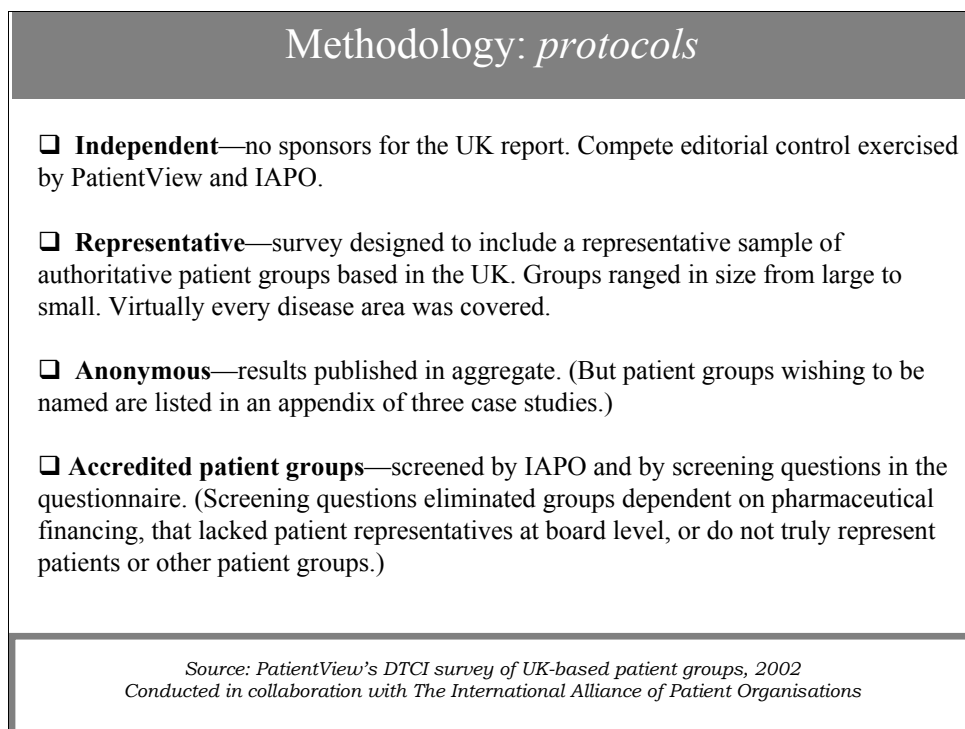 Methodology: protocols
❑ Independent—no sponsors for the UK report. Compete editorial control exercised
by PatientView and IAPO.
❑ Representative—survey designed to include a representative sample of
authoritative patient groups based in the UK. Groups ranged in size from large to
small. Virtually every disease area was covered.
❑ Anonymous—results published in aggregate. (But patient groups wishing to be
named are listed in an appendix of three case studies.)
❑ Accredited patient groups—screened by IAPO and by screening questions in the
questionnaire. (Screening questions eliminated groups dependent on pharmaceutical
financing, that lacked patient representatives at board level, or do not truly represent
patients or other patient groups.)
Source: PatientView’s DTCI survey of UK-based patient groups, 2002
Conducted in collaboration with The International Alliance of Patient Organisations